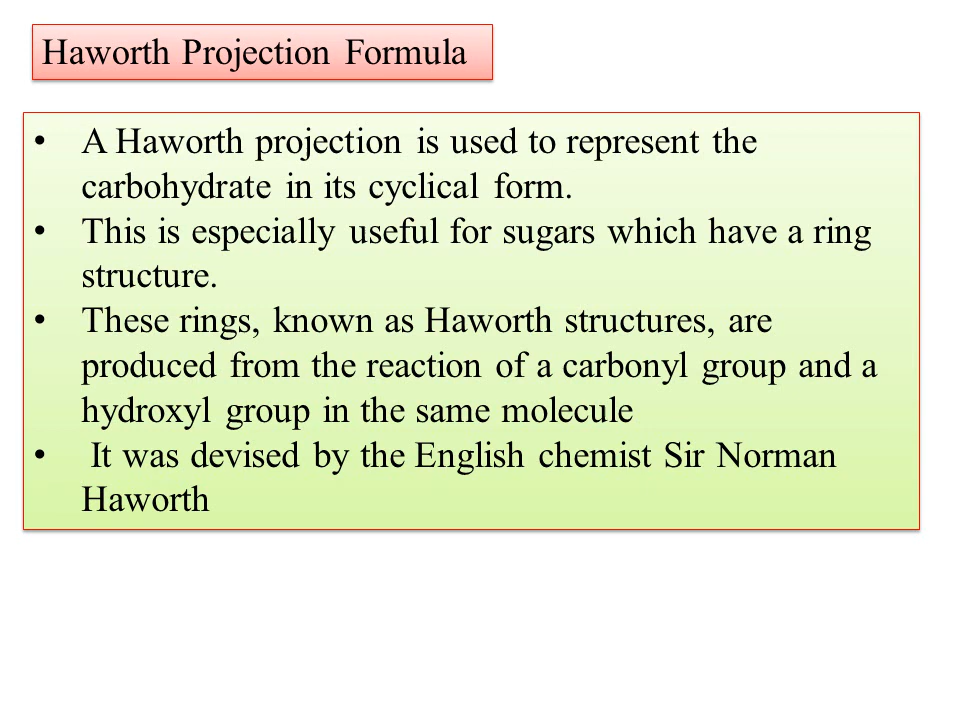 Haworth Projection Formula
• A Haworth projection is used to represent the
carbohydrate in its cyclical form.
• This is especially useful for sugars which have a ring
structure.
• These rings, known as Haworth structures, are
produced from the reaction of a carbonyl group and a
hydroxyl group in the same molecule
• It was devised by the English chemist Sir Norman
Haworth